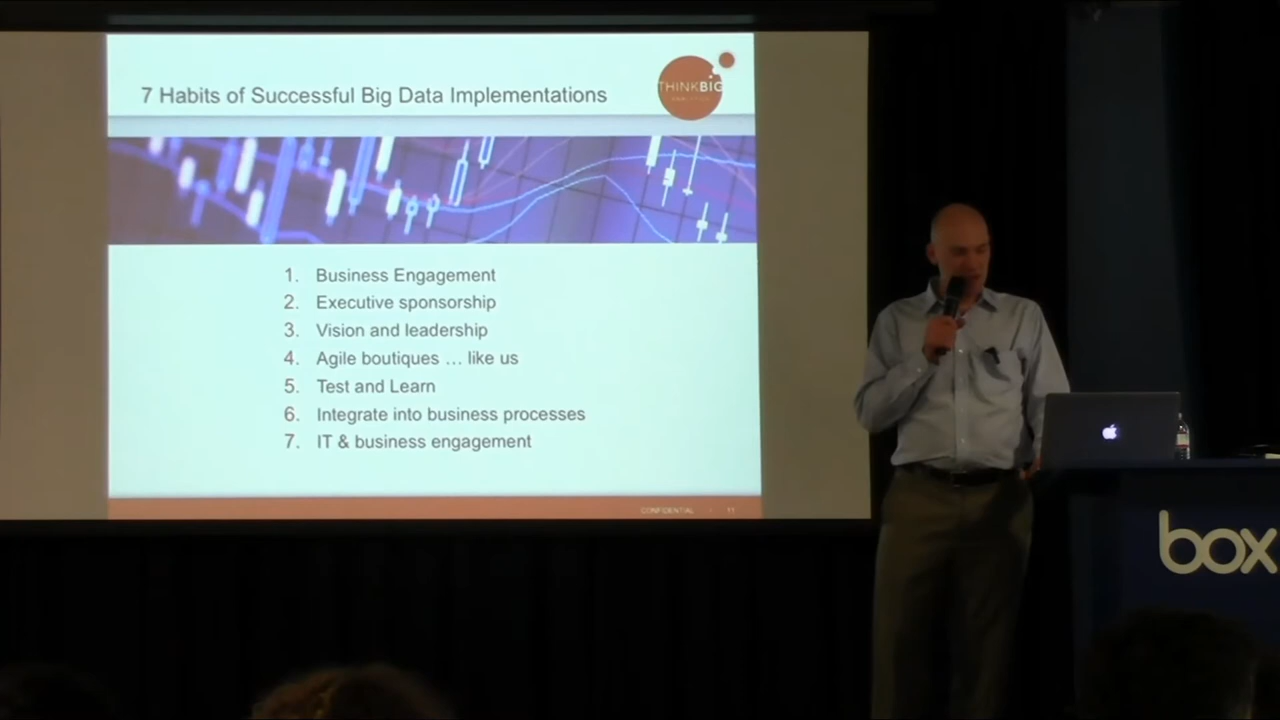 7 Habits of Successful Big Data Implementations
THINKBIG
ANALYTICS
1. Business Engagement
2. Executive sponsorship
3. Vision and leadership
4. Agile boutiques … like us
5. Test and Learn
6. Integrate into business processes
7. IT & business engagement
CONFIDENTIAL | 11
box